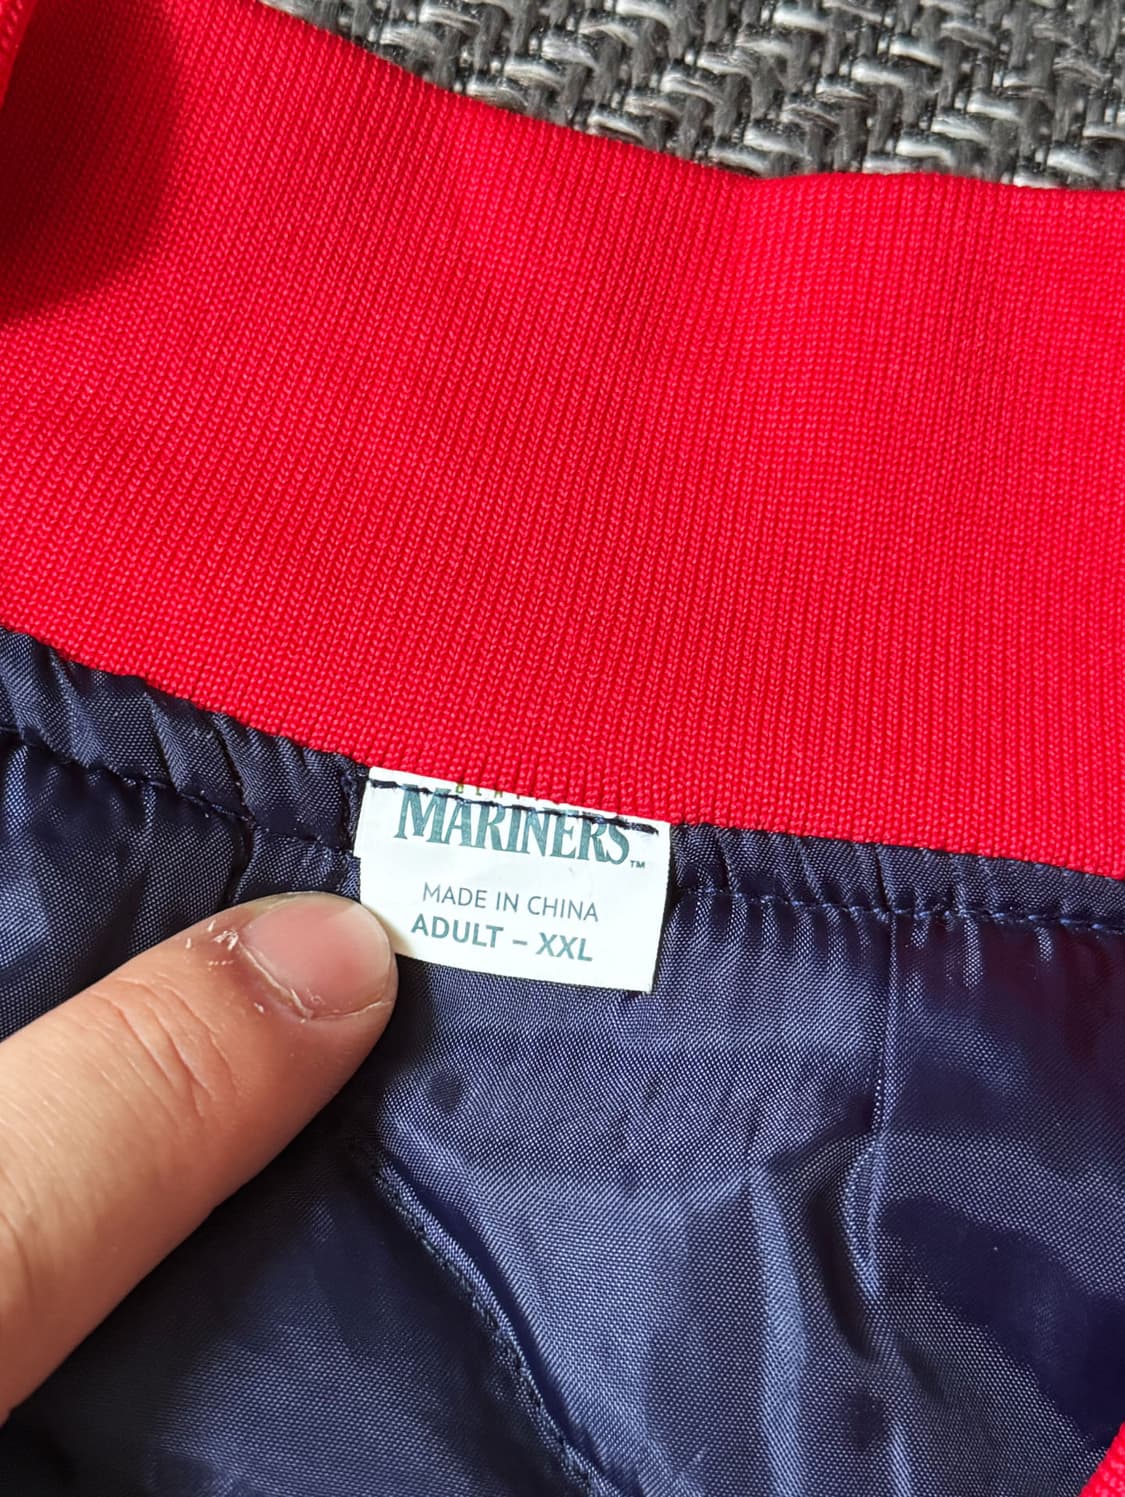 MARINERS™
MADE IN CHINA
ADULT – XXL